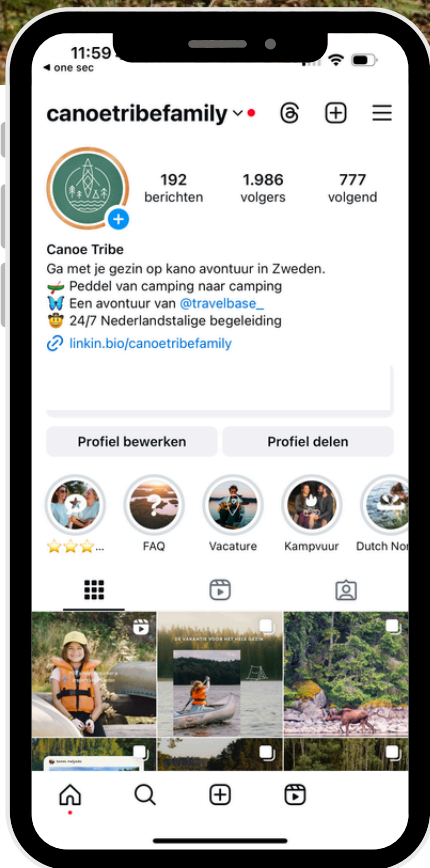 11:59
◀ one sec
canoetribefamily
192
berichten
1.986
volgers
777
volgend
Canoe Tribe
Ga met je gezin op kano avontuur in Zweden.
🛶 Peddel van camping naar camping
🦋 Een avontuur van @travelbase_
🤠 24/7 Nederlandstalige begeleiding
linkin.bio/canoetribefamily
Profiel bewerken
Profiel delen
⭐⭐⭐...
FAQ
Vacature
Kampvuur
Dutch Nor
DE VAKANTIE VOOR HET HELE GEZIN